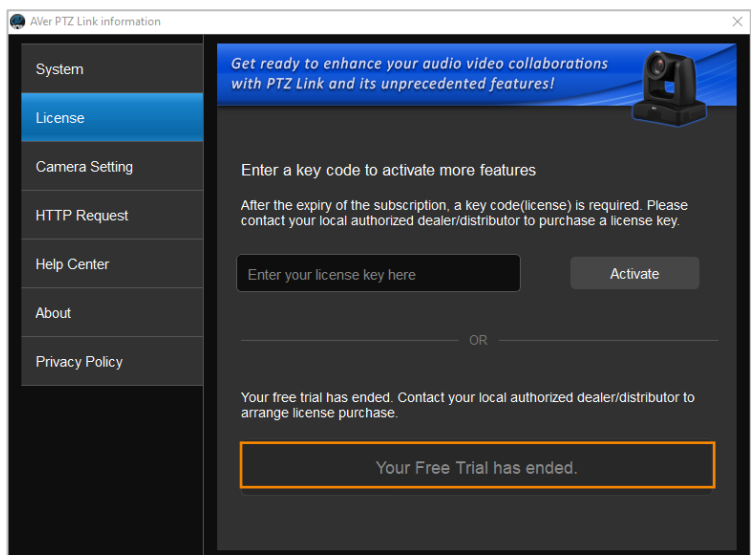 AVer PTZ Link information
System
License
Camera Setting
HTTP Request
Help Center
About
Privacy Policy
Get ready to enhance your audio video collaborations
with PTZ Link and its unprecedented features!
Enter a key code to activate more features
After the expiry of the subscription, a key code(license) is required. Please
contact your local authorized dealer/distributor to purchase a license key.
Enter your license key here
Activate
OR
Your free trial has ended. Contact your local authorized dealer/distributor to
arrange license purchase.
Your Free Trial has ended.